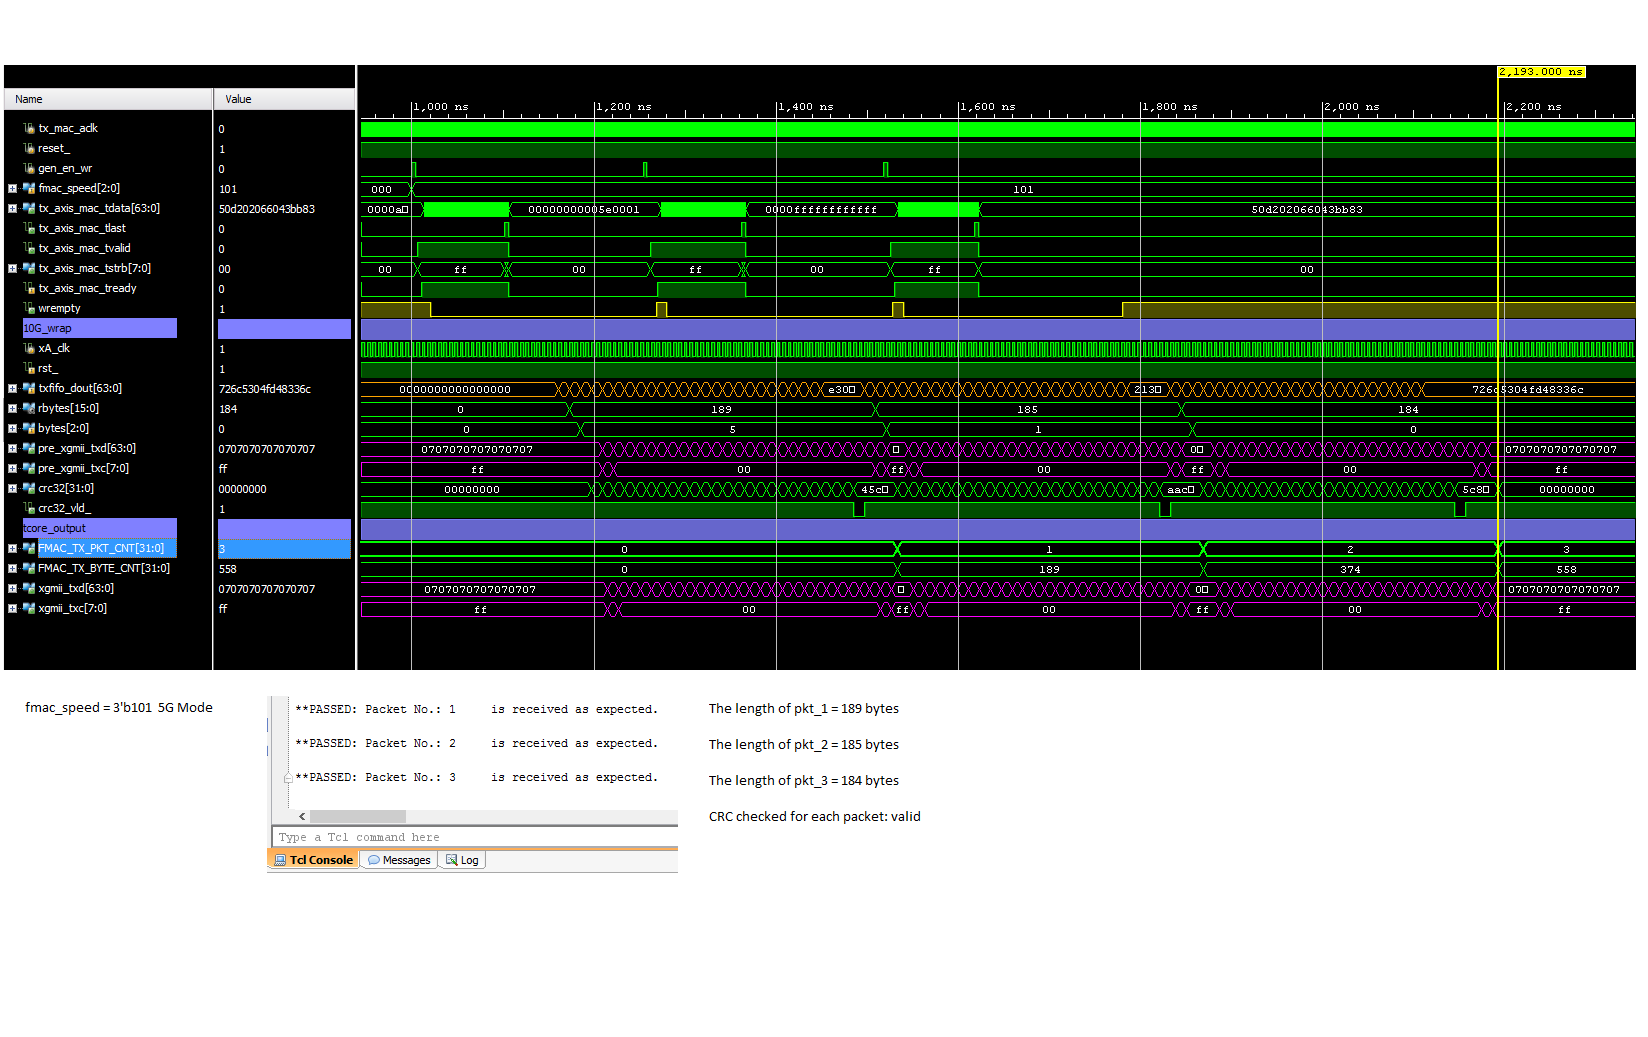 2,193.000 ns
Name Value
1,000 ns 1,200 ns 1,400 ns 1,600 ns 1,800 ns 2,000 ns 2,200 ns
tx_mac_aclk 0
reset_ 1
gen_en_wr 0
fmac_speed[2:0] 101 000 101
tx_axis_mac_tdata[63:0] 50d202066043bb83 0000a 00000000005e0001 0000ffffffffffff 50d202066043bb83
tx_axis_mac_tlast 0
tx_axis_mac_tvalid 0
tx_axis_mac_tstrb[7:0] 00 00 ff 00 ff 00 ff 00
tx_axis_mac_tready 0
wrempty 1
10G_wrap
xA_clk 1
rst_ 1
txfifo_dout[63:0] 726c5304fd48336c 0000000000000000 e30 213 726c5304fd48336c
rbytes[15:0] 184 0 189 185 184
bytes[2:0] 0 0 5 1 0
pre_xgmii_txd[63:0] 0707070707070707 0707070707070707 0 0707070707070707
pre_xgmii_txc[7:0] ff ff 00 ff 00 ff 00 ff
crc32[31:0] 00000000 00000000 45c aac 5c8 00000000
crc32_vld_ 1
tcore_output
FMAC_TX_PKT_CNT[31:0] 3 0 1 2 3
FMAC_TX_BYTE_CNT[31:0] 558 0 189 374 558
xgmii_txd[63:0] 0707070707070707 0707070707070707 0 0707070707070707
xgmii_txc[7:0] ff ff 00 ff 00 ff 00 ff
fmac_speed = 3'b101 5G Mode
**PASSED: Packet No.: 1 is received as expected.
**PASSED: Packet No.: 2 is received as expected.
**PASSED: Packet No.: 3 is received as expected.
Type a Tcl command here
Tcl Console Messages Log
The length of pkt_1 = 189 bytes
The length of pkt_2 = 185 bytes
The length of pkt_3 = 184 bytes
CRC checked for each packet: valid